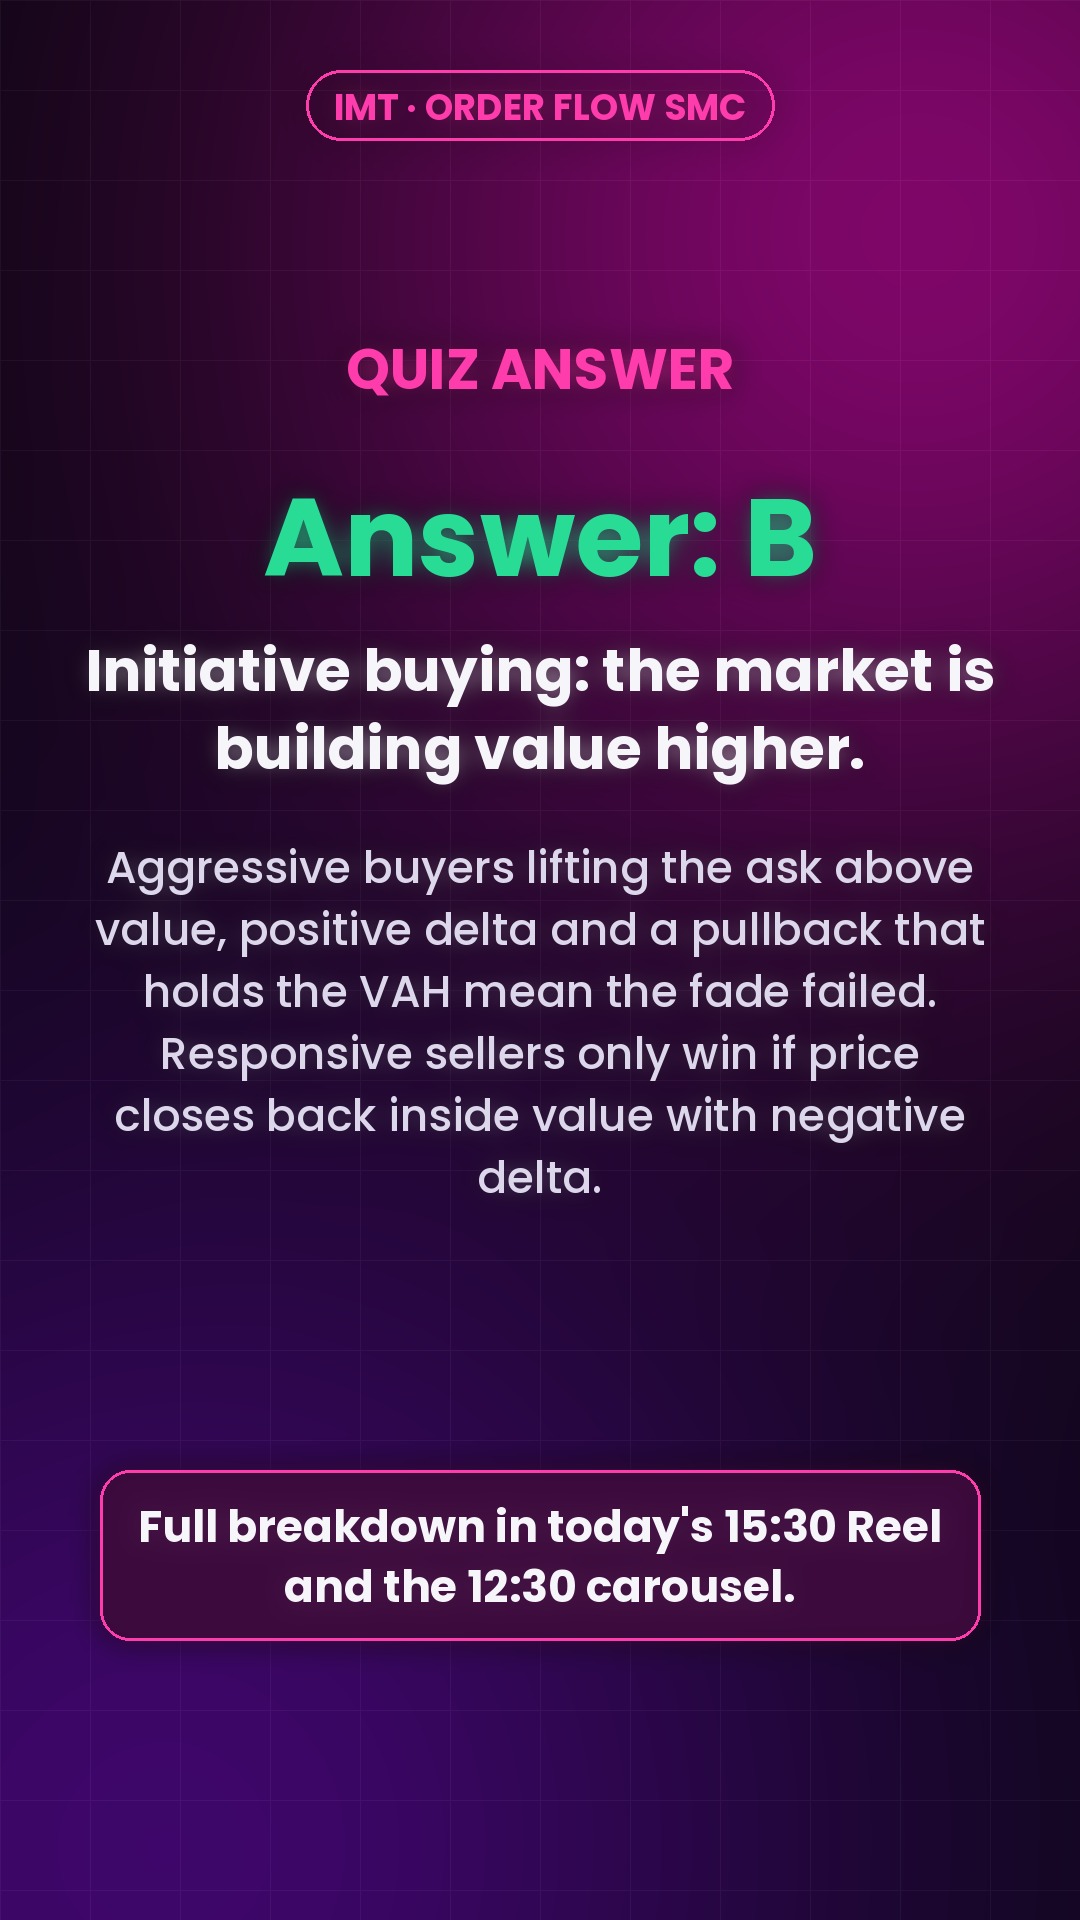 IMT · ORDER FLOW SMC
QUIZ ANSWER
Answer: B
Initiative buying: the market is
building value higher.
Aggressive buyers lifting the ask above
value, positive delta and a pullback that
holds the VAH mean the fade failed.
Responsive sellers only win if price
closes back inside value with negative
delta.
Full breakdown in today's 15:30 Reel
and the 12:30 carousel.